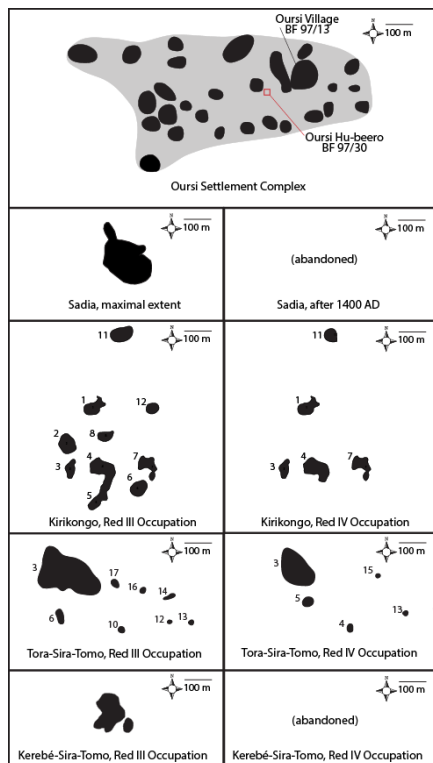 Oursi Village
BF 97/13
N
100 m
Oursi Hu-beero
BF 97/30
Oursi Settlement Complex
N
100 m
Sadia, maximal extent
N
100 m
(abandoned)
Sadia, after 1400 AD
N
100 m
11
1
12
2
8
3
4
7
6
5
Kirikongo, Red III Occupation
N
100 m
11
1
3
4
7
Kirikongo, Red IV Occupation
N
100 m
3
17
16
14
6
10
12
13
Tora-Sira-Tomo, Red III Occupation
N
100 m
3
15
5
4
13
Tora-Sira-Tomo, Red IV Occupation
N
100 m
Kerebé-Sira-Tomo, Red III Occupation
N
100 m
(abandoned)
Kerebé-Sira-Tomo, Red IV Occupation